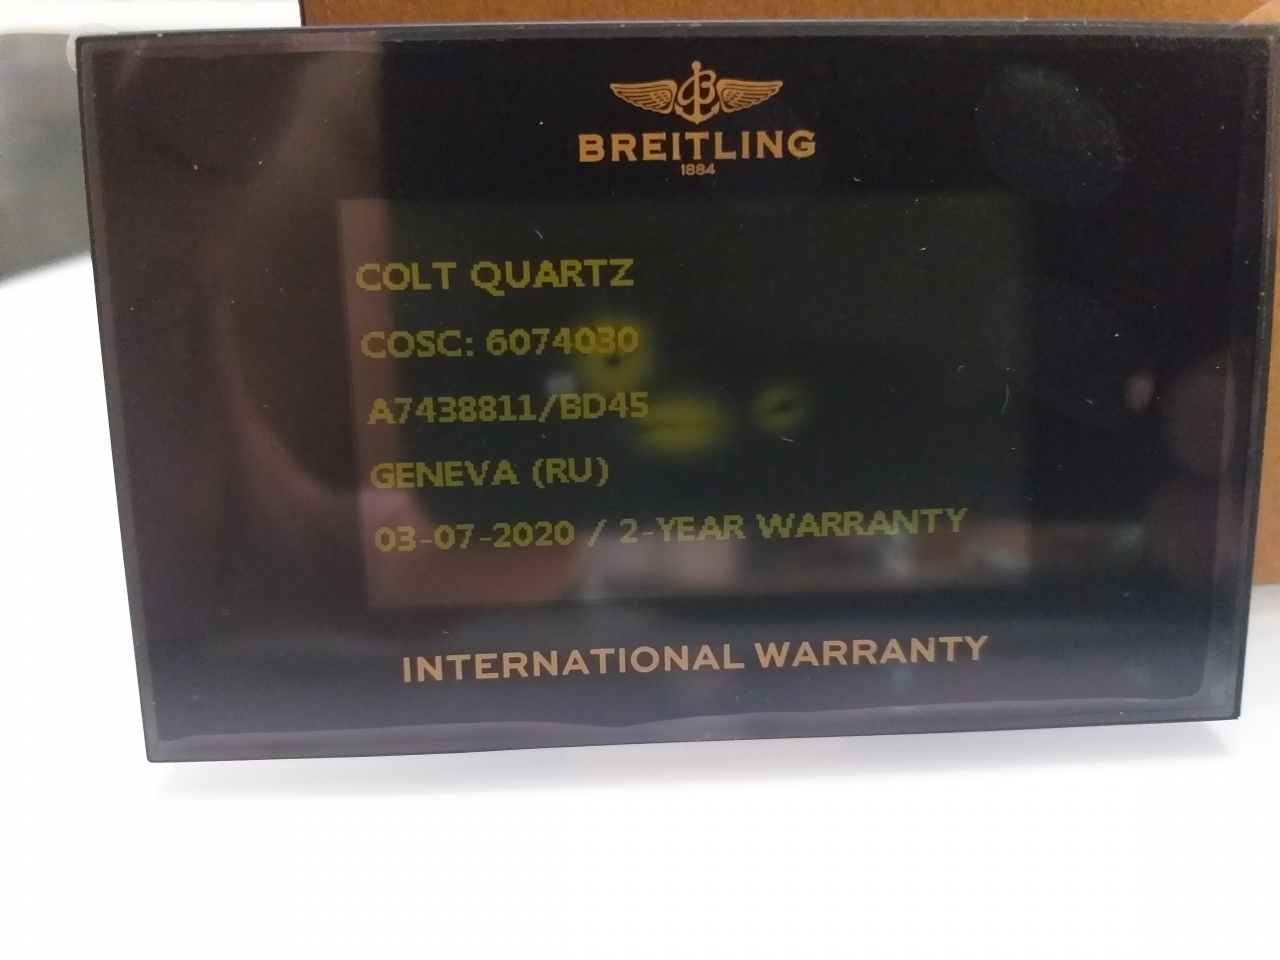 BREITLING
1884
COLT QUARTZ
COSC: 6074030
A7438811/BD45
GENEVA (RU)
03-07-2020 / 2-YEAR WARRANTY
INTERNATIONAL WARRANTY